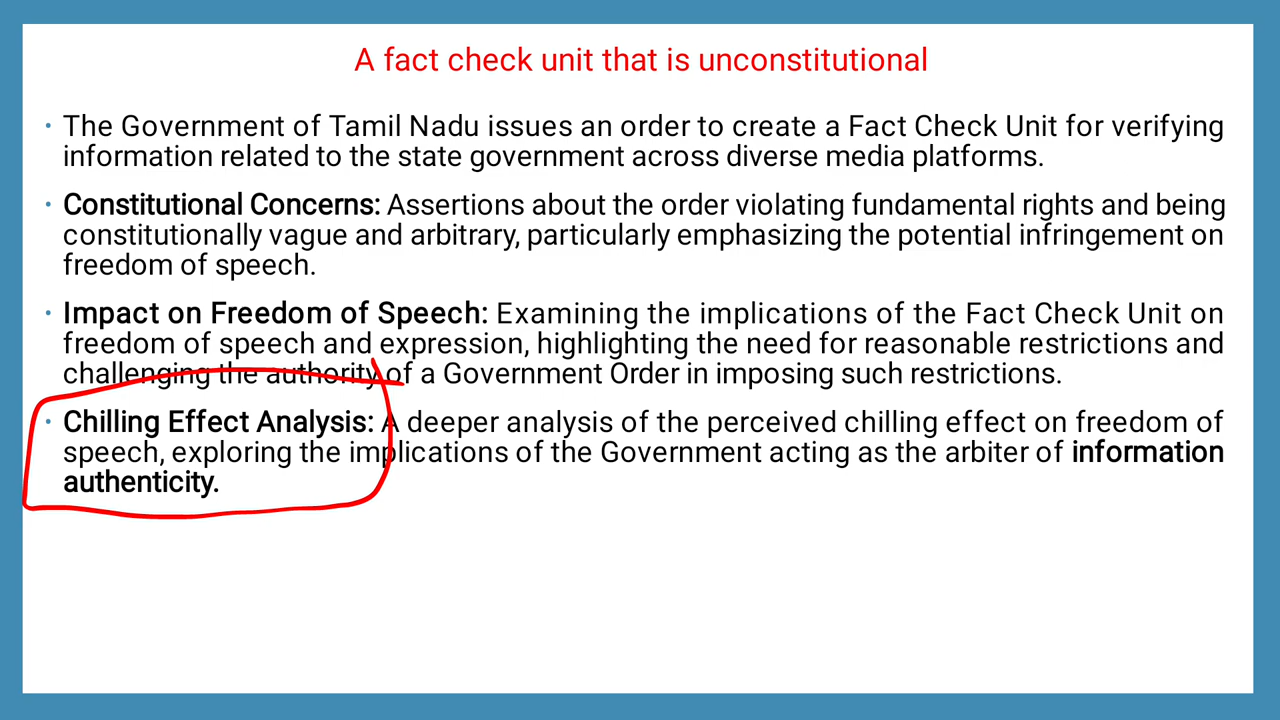 A fact check unit that is unconstitutional
• The Government of Tamil Nadu issues an order to create a Fact Check Unit for verifying
information related to the state government across diverse media platforms.
• Constitutional Concerns: Assertions about the order violating fundamental rights and being
constitutionally vague and arbitrary, particularly emphasizing the potential infringement on
freedom of speech.
• Impact on Freedom of Speech: Examining the implications of the Fact Check Unit on
freedom of speech and expression, highlighting the need for reasonable restrictions and
challenging the authority of a Government Order in imposing such restrictions.
• Chilling Effect Analysis: A deeper analysis of the perceived chilling effect on freedom of
speech, exploring the implications of the Government acting as the arbiter of information
authenticity.